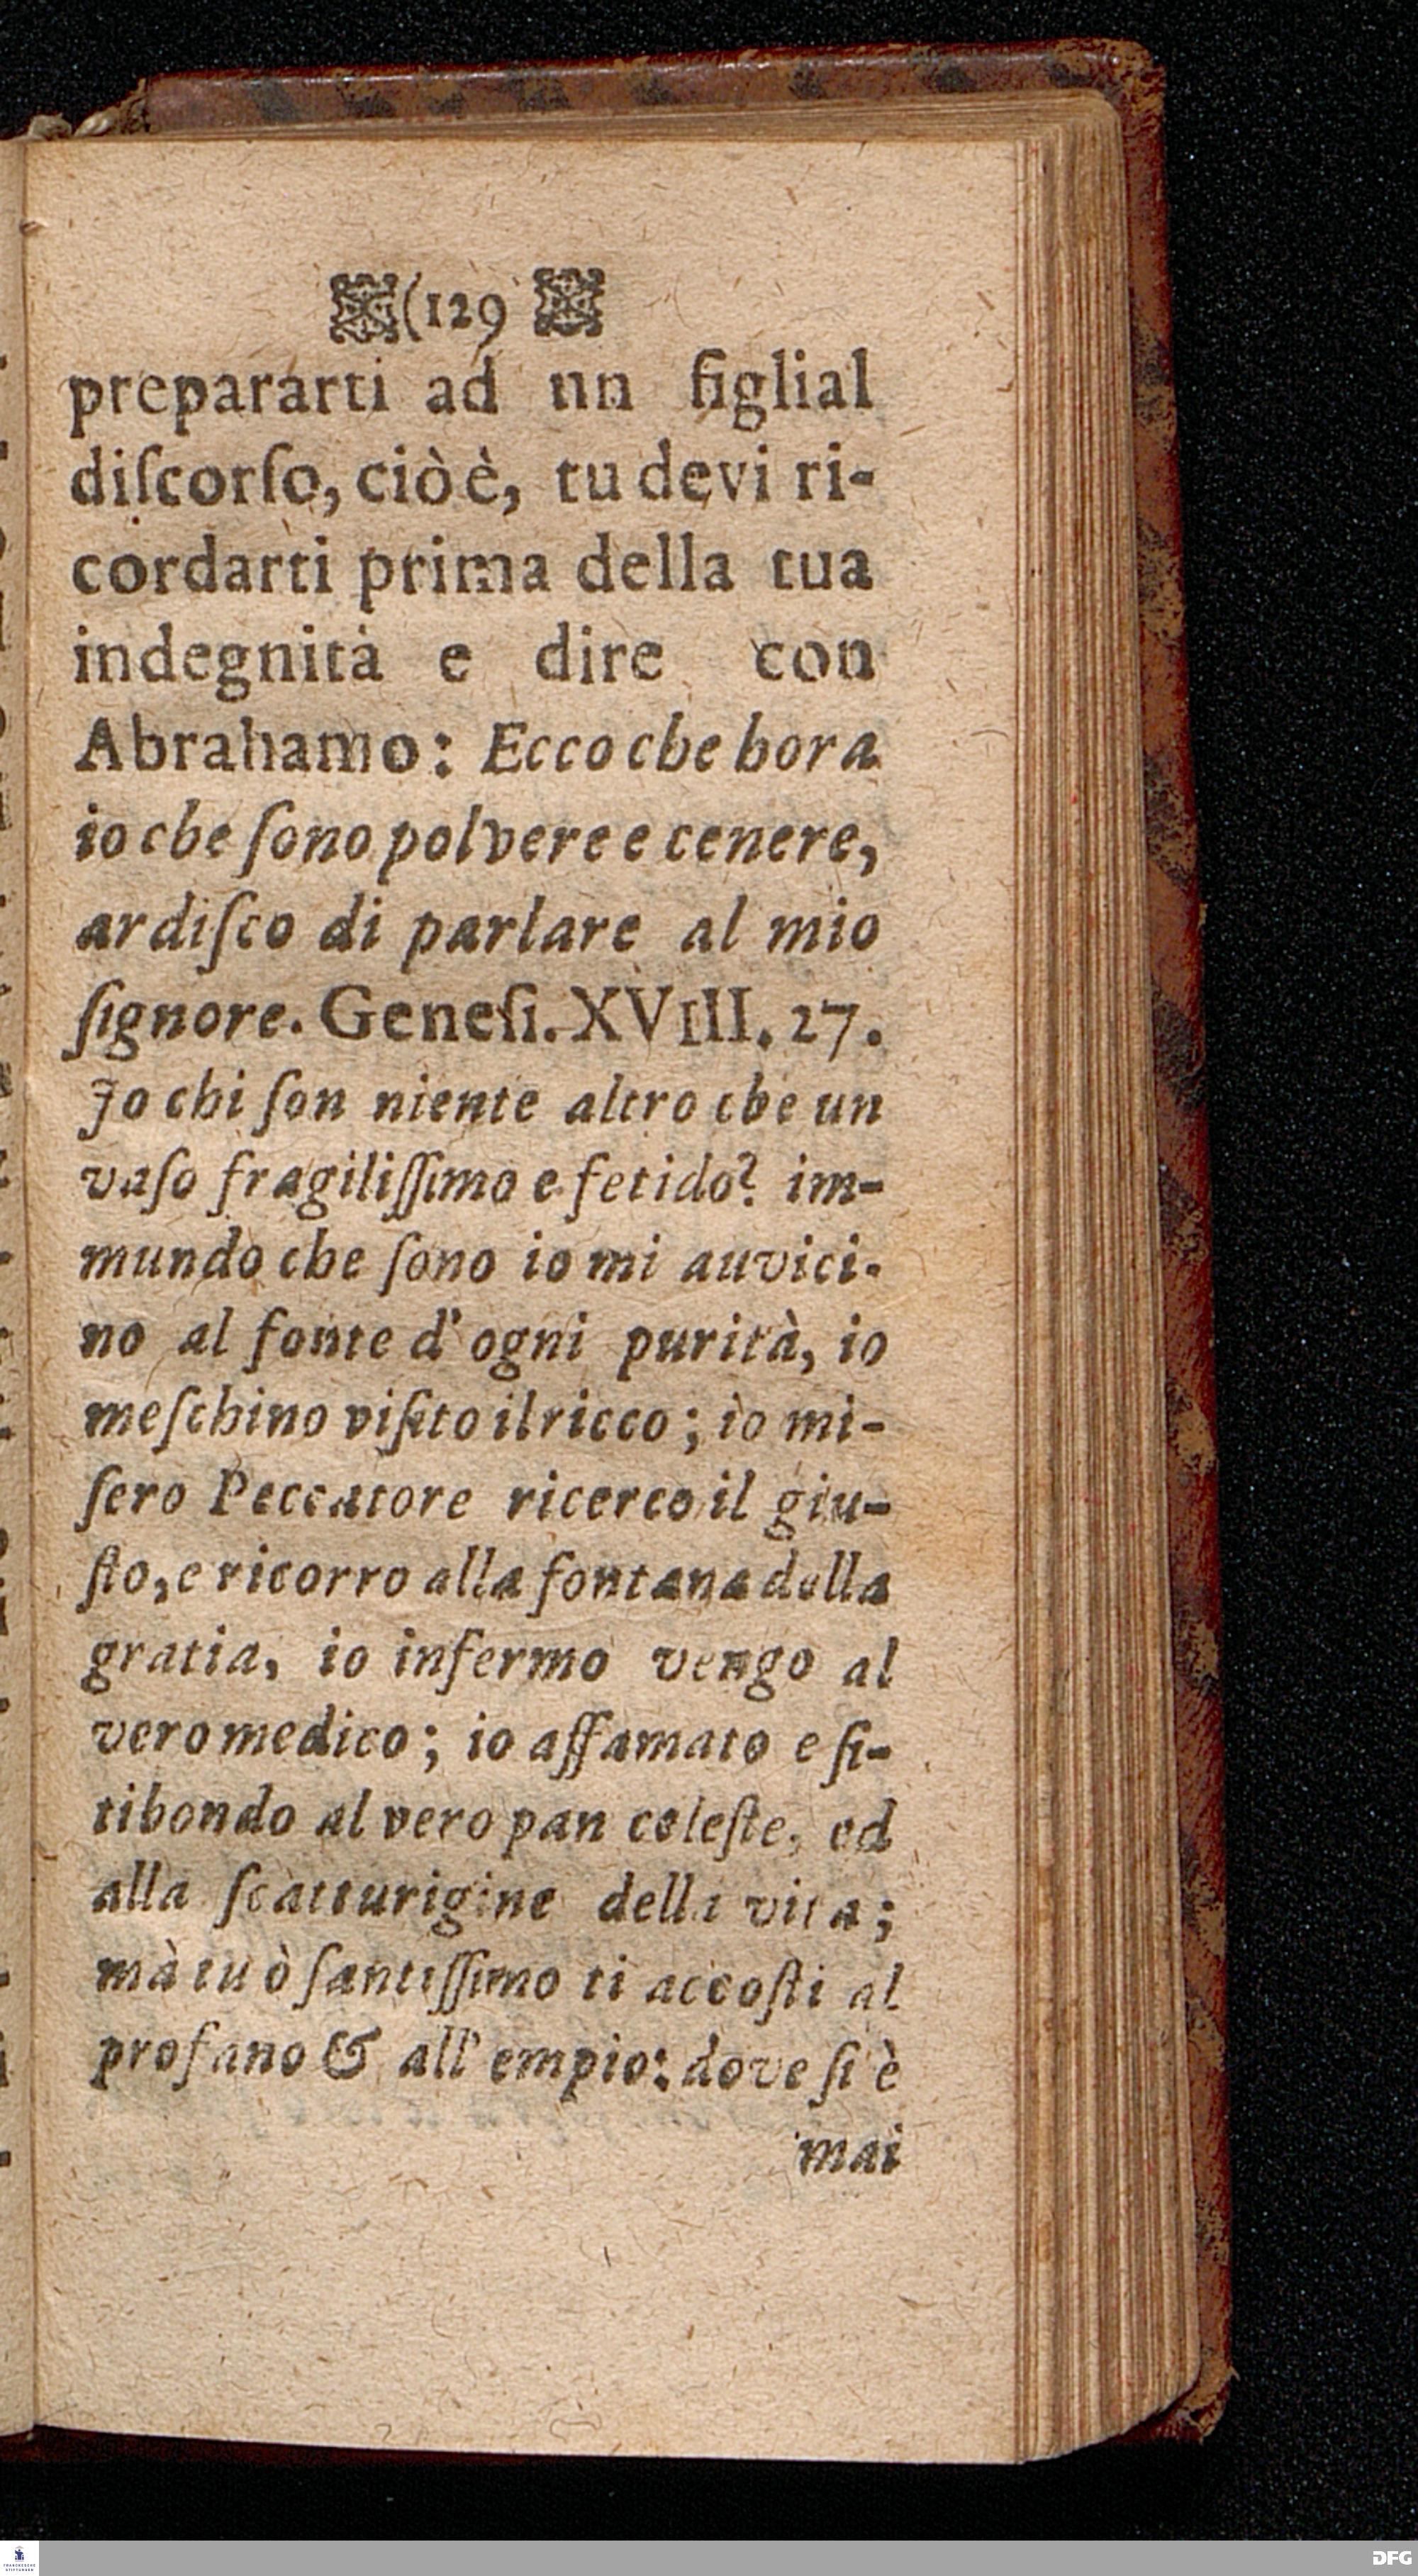 (129
prepararti ad un figlial
diſcorſo, ciò è, tu devi ri-
cordarti prima della tua
indegnità e dire con
Abrahamo: Ecco che hora
io che ſono polvere e cenere,
ardiſco di parlare al mio
ſignore. Geneſi. XVIII. 27.
Jo chi ſon niente altro che un
vaſo fragiliſſimo e fetido? im-
mundo che ſono io mi auvici-
no al fonte d'ogni purità, io
meſchino viſito il ricco; io mi-
ſero Peccatore ricerco il giu-
ſto, e ricorro alla fontana della
gratia, io infermo vengo al
vero medico; io affamato e ſi-
tibondo al vero pan celeſte, ed
alla ſcatturigine della vita;
mà tu ò ſantiſſimo ti accoſti al
profano & all' empio: dove ſi è
mai
FRANCKESCHE
STIFTUNGEN
DFG